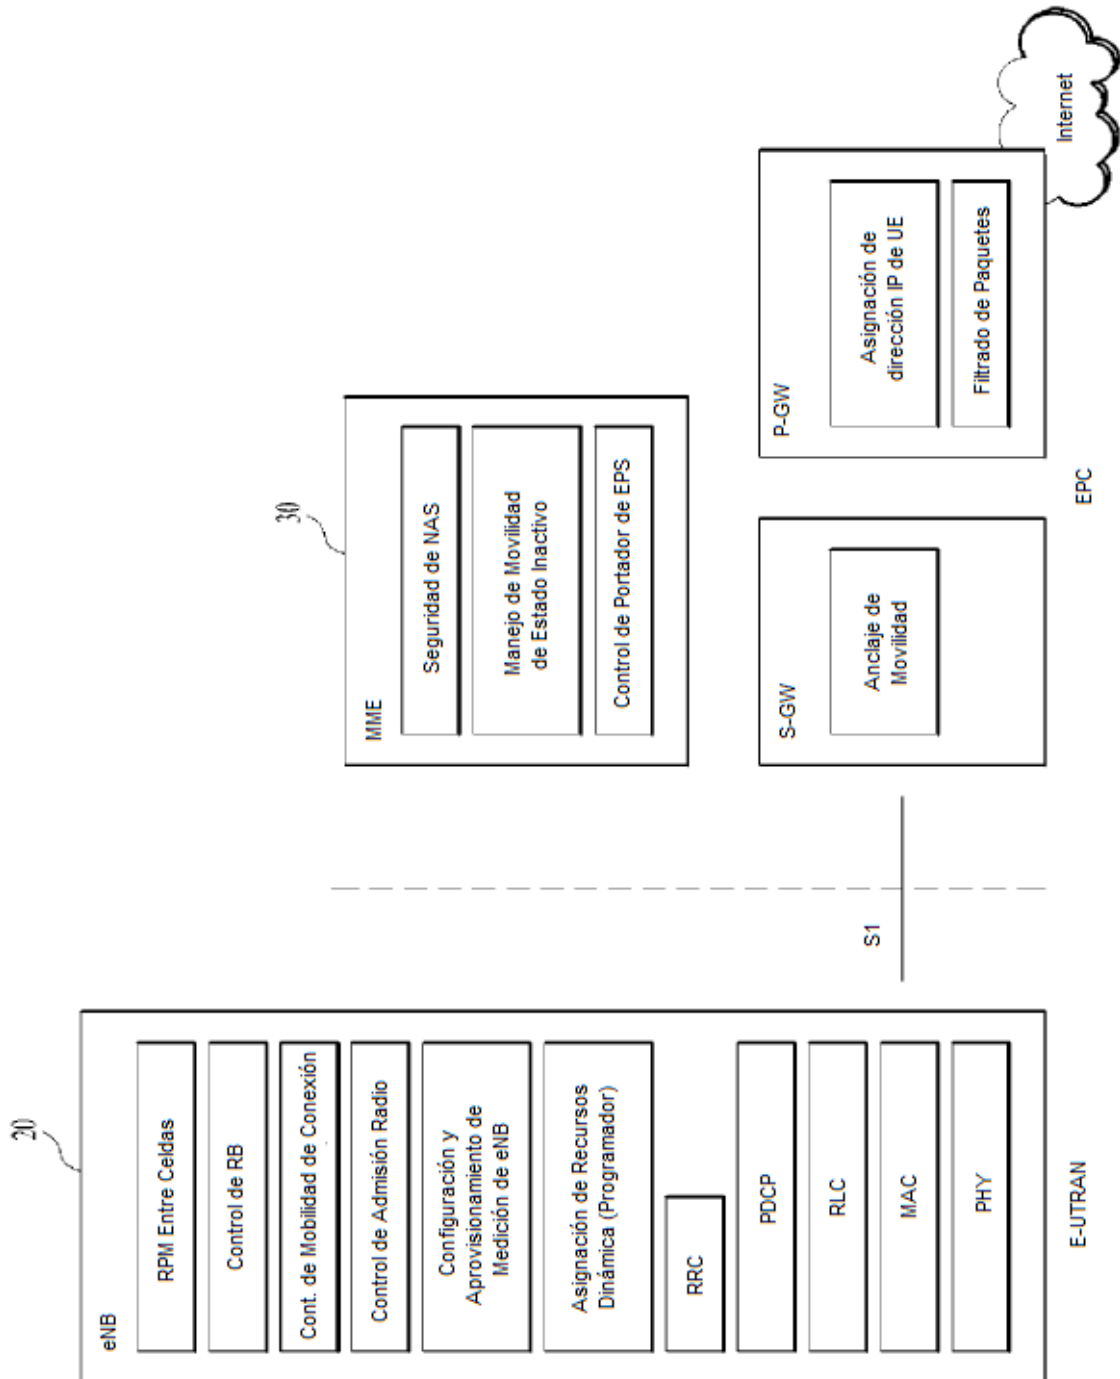 20
eNB
RPM Entre Celdas
Control de RB
Cont. de Mobilidad de Conexión
Control de Admisión Radio
Configuración y
Aprovisionamiento de
Medición de eNB
Asignación de Recursos
Dinámica (Programador)
RRC
PDCP
RLC
MAC
PHY
E-UTRAN
S1
30
MME
Seguridad de NAS
Manejo de Movilidad
de Estado Inactivo
Control de Portador de EPS
S-GW
Anclaje de
Movilidad
P-GW
Asignación de
dirección IP de UE
Filtrado de Paquetes
EPC
Internet